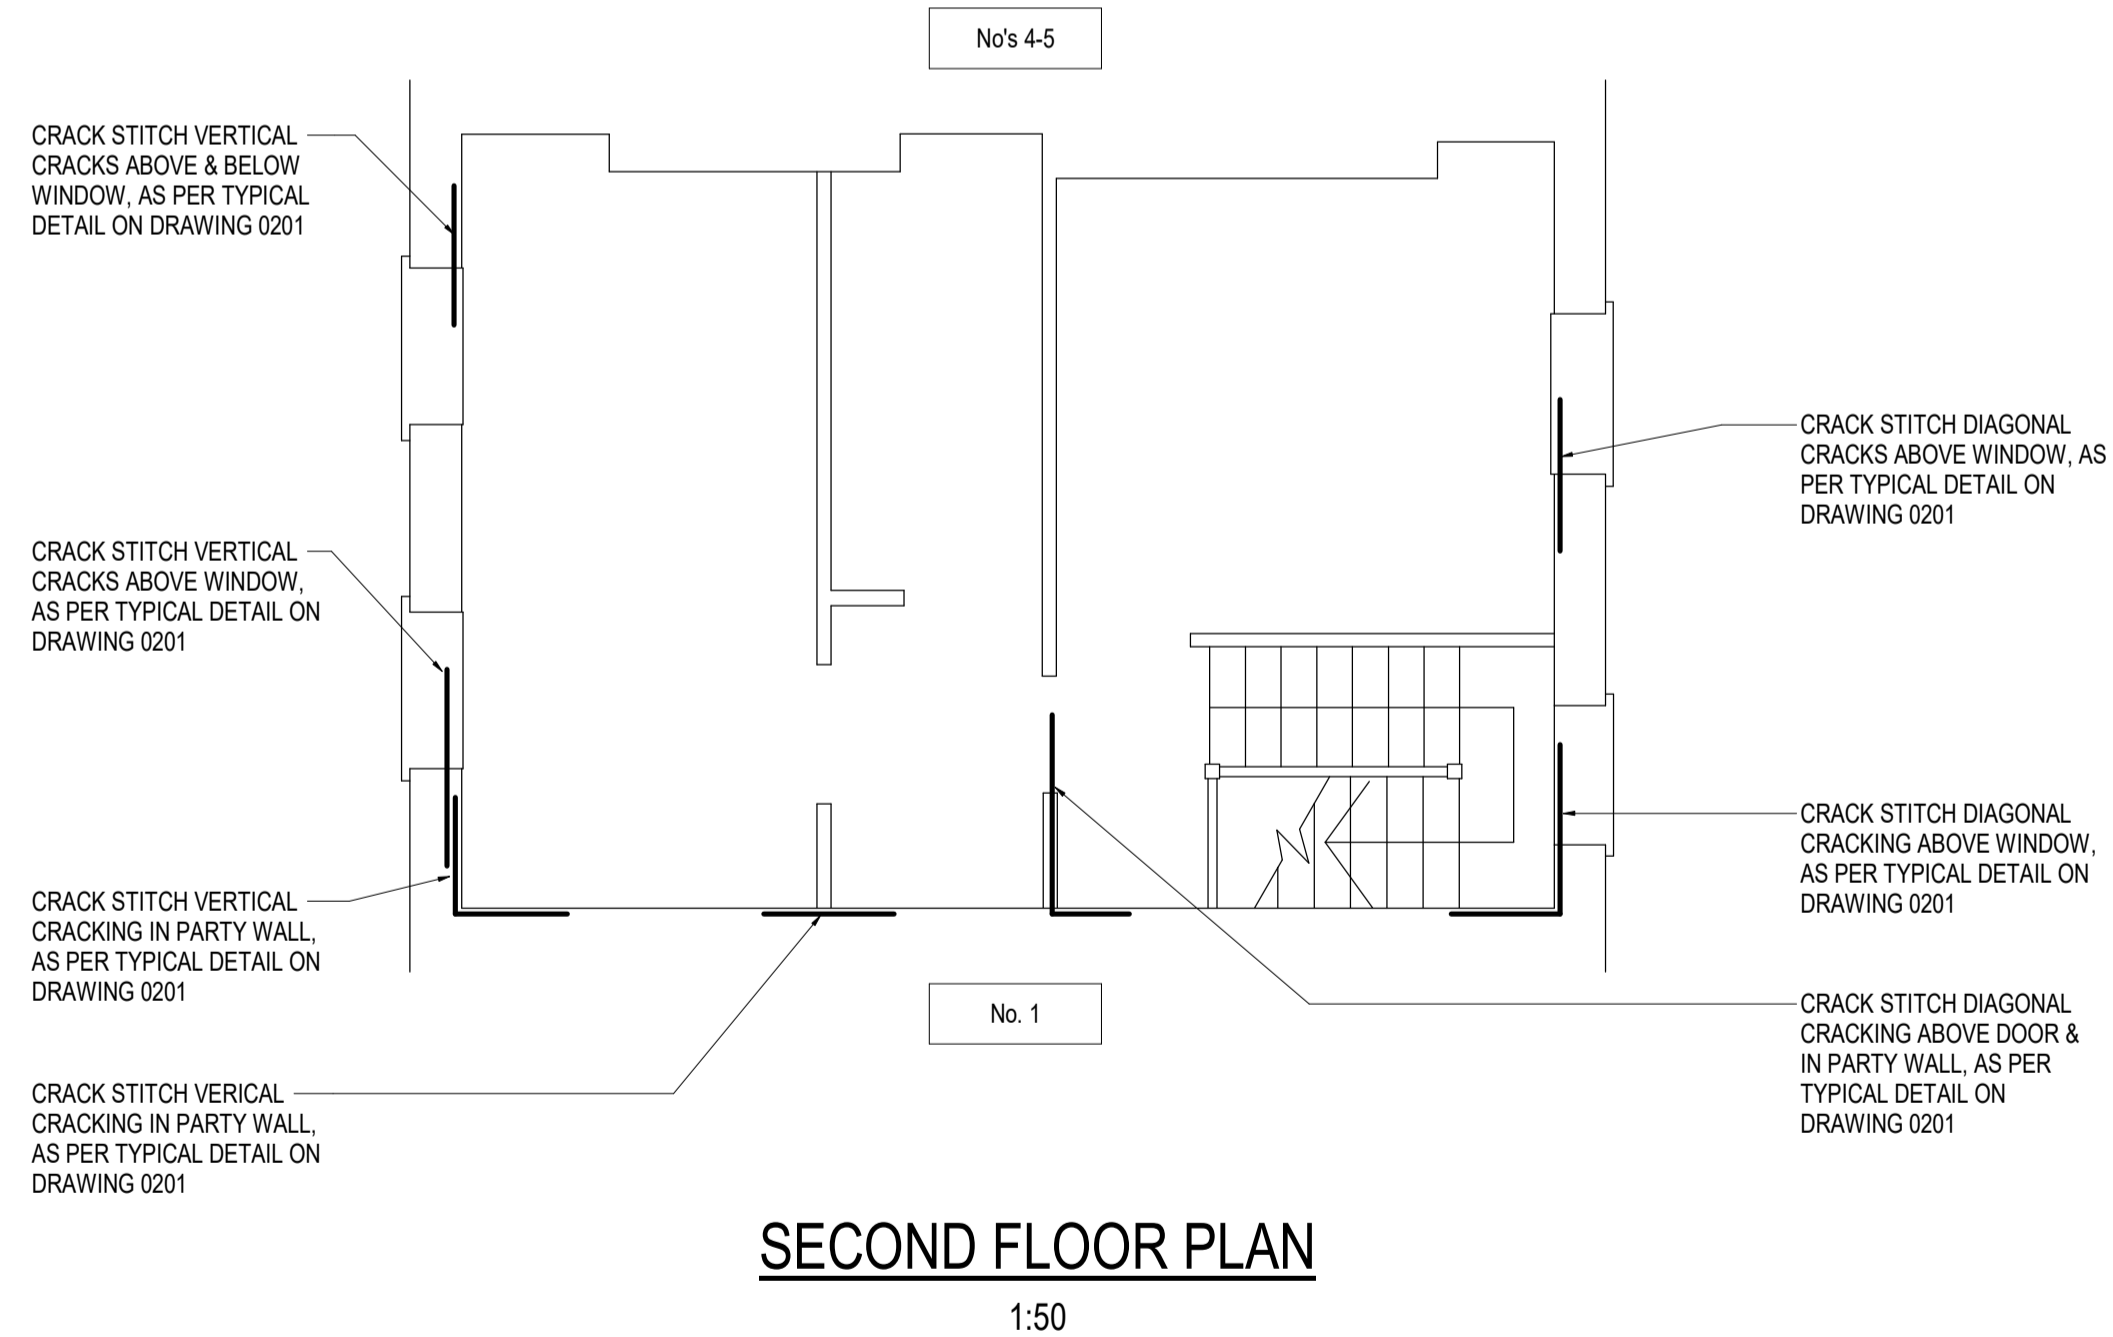 No's 4-5
CRACK STITCH VERTICAL
CRACKS ABOVE & BELOW
WINDOW, AS PER TYPICAL
DETAIL ON DRAWING 0201
CRACK STITCH VERTICAL
CRACKS ABOVE WINDOW,
AS PER TYPICAL DETAIL ON
DRAWING 0201
CRACK STITCH VERTICAL
CRACKING IN PARTY WALL,
AS PER TYPICAL DETAIL ON
DRAWING 0201
CRACK STITCH VERICAL
CRACKING IN PARTY WALL,
AS PER TYPICAL DETAIL ON
DRAWING 0201
CRACK STITCH DIAGONAL
CRACKS ABOVE WINDOW, AS
PER TYPICAL DETAIL ON
DRAWING 0201
CRACK STITCH DIAGONAL
CRACKING ABOVE WINDOW,
AS PER TYPICAL DETAIL ON
DRAWING 0201
CRACK STITCH DIAGONAL
CRACKING ABOVE DOOR &
IN PARTY WALL, AS PER
TYPICAL DETAIL ON
DRAWING 0201
No. 1
SECOND FLOOR PLAN
1:50